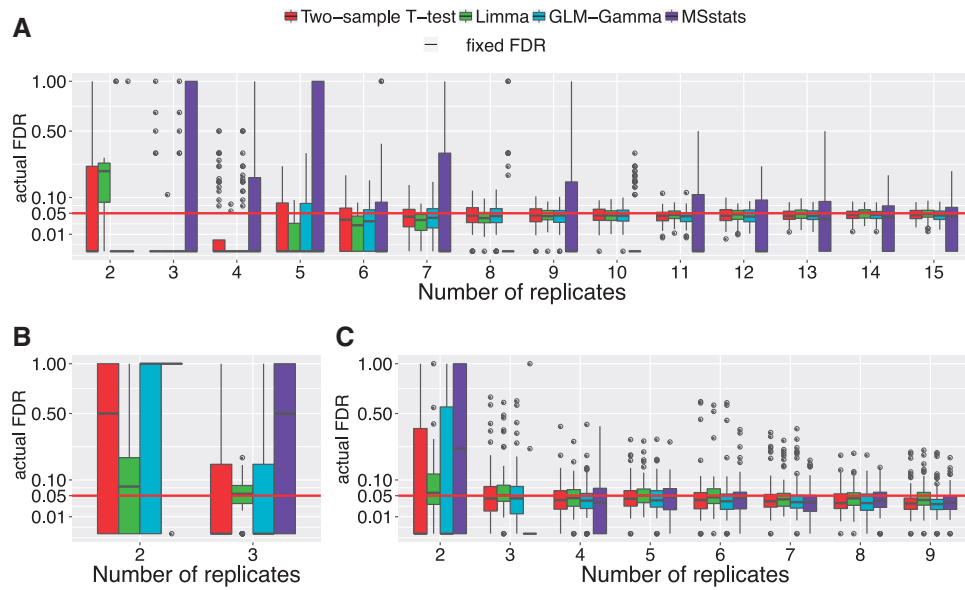 Two-sample T-test Limma GLM-Gamma MSstats
fixed FDR
A
actual FDR
1.00
0.50
0.10
0.05
0.01
2 3 4 5 6 7 8 9 10 11 12 13 14 15
Number of replicates
B
actual FDR
1.00
0.50
0.10
0.05
0.01
2 3
Number of replicates
C
actual FDR
1.00
0.50
0.10
0.05
0.01
2 3 4 5 6 7 8 9
Number of replicates